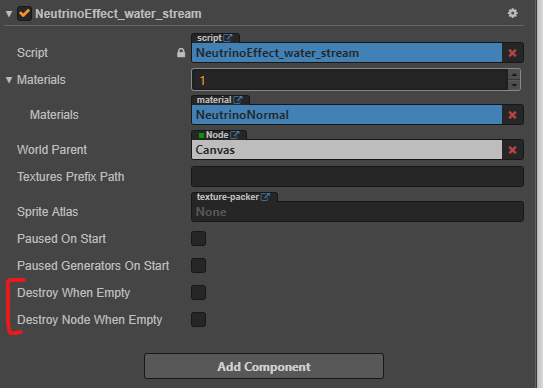 NeutrinoEffect_water_stream
script
Script NeutrinoEffect_water_stream
Materials 1
material
Materials NeutrinoNormal
Node
World Parent Canvas
Textures Prefix Path
texture-packer
Sprite Atlas None
Paused On Start
Paused Generators On Start
Destroy When Empty
Destroy Node When Empty
Add Component